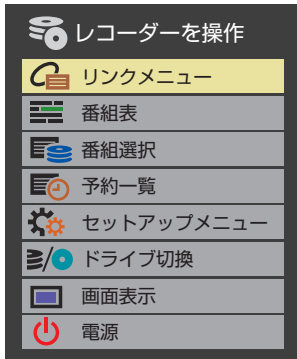 レコーダーを操作
リンクメニュー
番組表
番組選択
予約一覧
セットアップメニュー
ドライブ切換
画面表示
電源